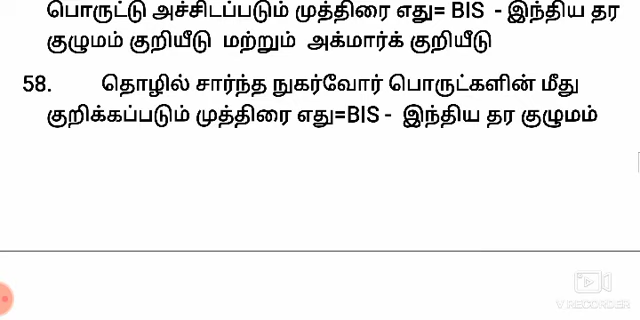 பொருட்டு அச்சிடப்படும் முத்திரை எது= BIS - இந்திய தர
குழுமம் குறியீடு மற்றும் அக்மார்க் குறியீடு
58. தொழில் சார்ந்த நுகர்வோர் பொருட்களின் மீது
குறிக்கப்படும் முத்திரை எது=BIS - இந்திய தர குழுமம்
V RECORDER